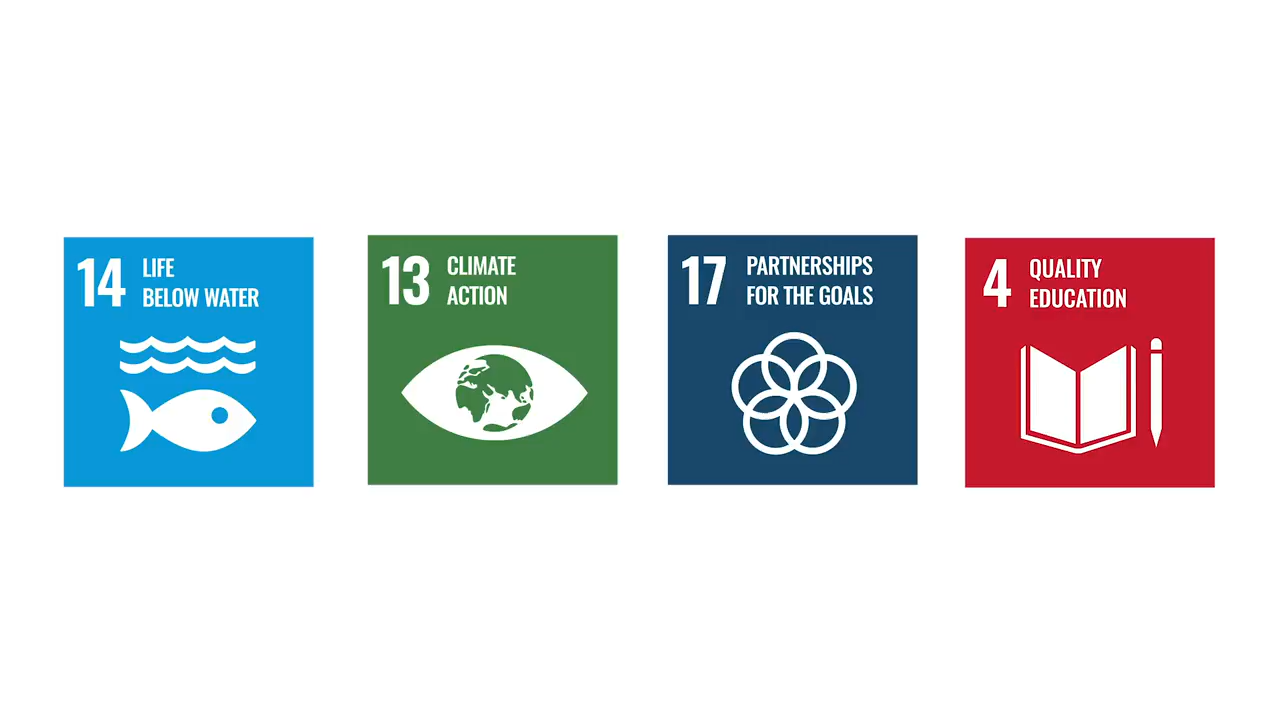 14
LIFE
BELOW WATER
13
CLIMATE
ACTION
17
PARTNERSHIPS
FOR THE GOALS
4
QUALITY
EDUCATION